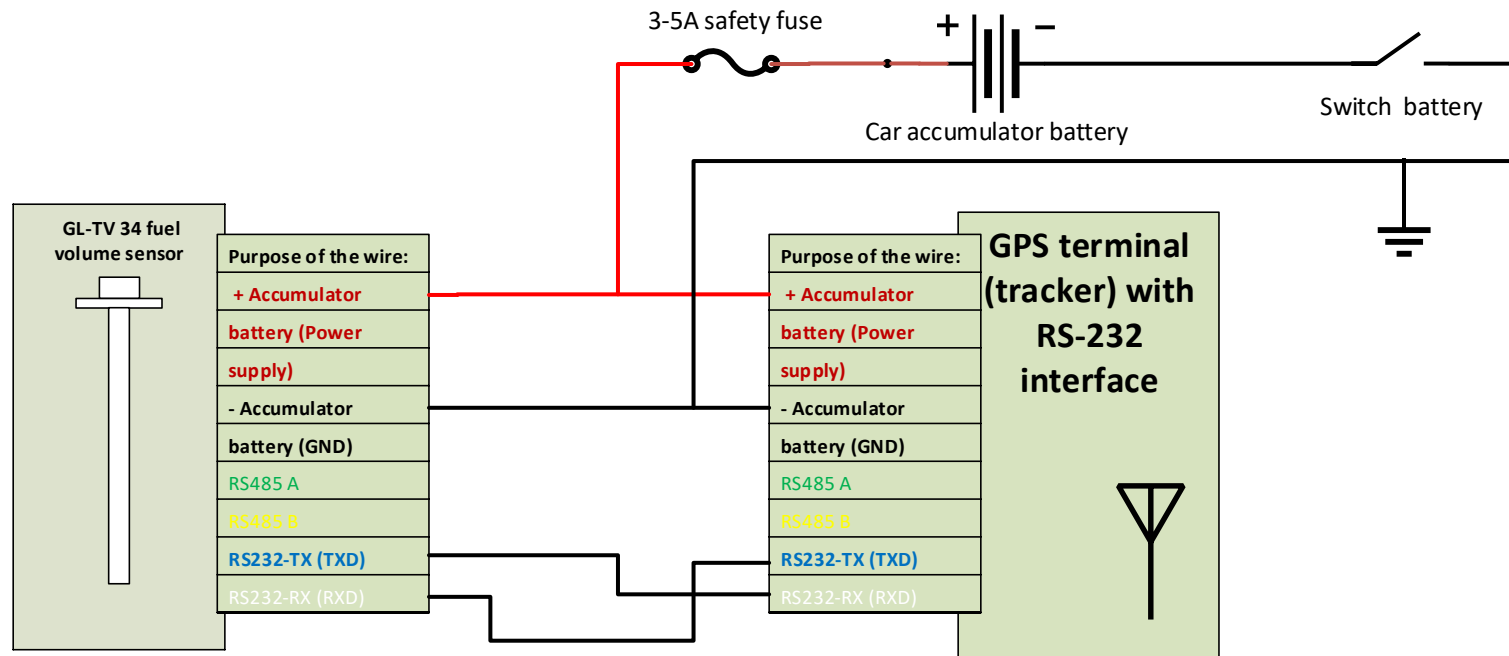 3-5A safety fuse
+
−
Car accumulator battery
Switch battery
GL-TV 34 fuel
volume sensor
Purpose of the wire:
+ Accumulator
battery (Power
supply)
- Accumulator
battery (GND)
RS485 A
RS485 B
RS232-TX (TXD)
RS232-RX (RXD)
Purpose of the wire:
+ Accumulator
battery (Power
supply)
- Accumulator
battery (GND)
RS485 A
RS485 B
RS232-TX (TXD)
RS232-RX (RXD)
GPS terminal
(tracker) with
RS-232
interface